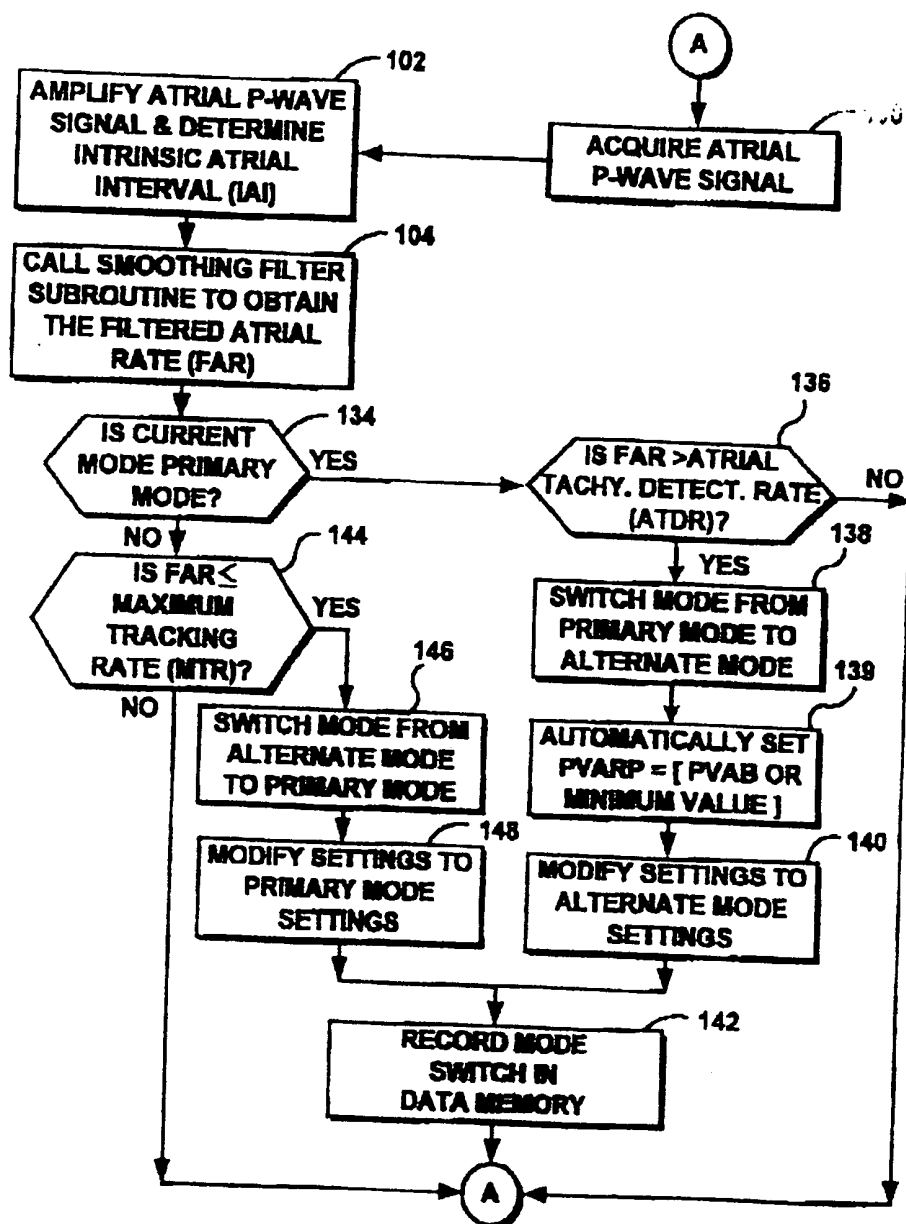 A
102
AMPLIFY ATRIAL P-WAVE
SIGNAL & DETERMINE
INTRINSIC ATRIAL
INTERVAL (IAI)
ACQUIRE ATRIAL
P-WAVE SIGNAL
104
CALL SMOOTHING FILTER
SUBROUTINE TO OBTAIN
THE FILTERED ATRIAL
RATE (FAR)
134
IS CURRENT
MODE PRIMARY
MODE?
YES
NO
136
IS FAR >ATRIAL
TACHY. DETECT. RATE
(ATDR)?
NO
YES
144
IS FAR ≤
MAXIMUM
TRACKING
RATE (MTR)?
YES
NO
138
SWITCH MODE FROM
PRIMARY MODE TO
ALTERNATE MODE
146
SWITCH MODE FROM
ALTERNATE MODE
TO PRIMARY MODE
139
AUTOMATICALLY SET
PVARP = [ PVAB OR
MINIMUM VALUE ]
148
MODIFY SETTINGS TO
PRIMARY MODE
SETTINGS
140
MODIFY SETTINGS TO
ALTERNATE MODE
SETTINGS
142
RECORD MODE
SWITCH IN
DATA MEMORY
A